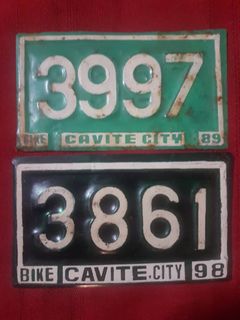 3997
BIKE CAVITE CITY 89
3861
BIKE CAVITE.CITY 98